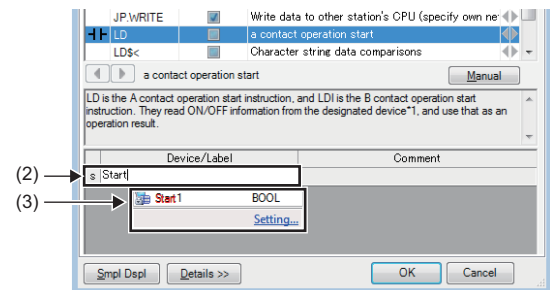 JP.WRITE Write data to other station's CPU (specify own ne
LD a contact operation start
LD$< Character string data comparisons
a contact operation start Manual
LD is the A contact operation start instruction, and LDI is the B contact operation start
instruction. They read ON/OFF information from the designated device*1, and use that as an
operation result.
Device/Label Comment
(2) s Start
(3) Start1 BOOL
Setting...
Smpl Dspl Details >> OK Cancel